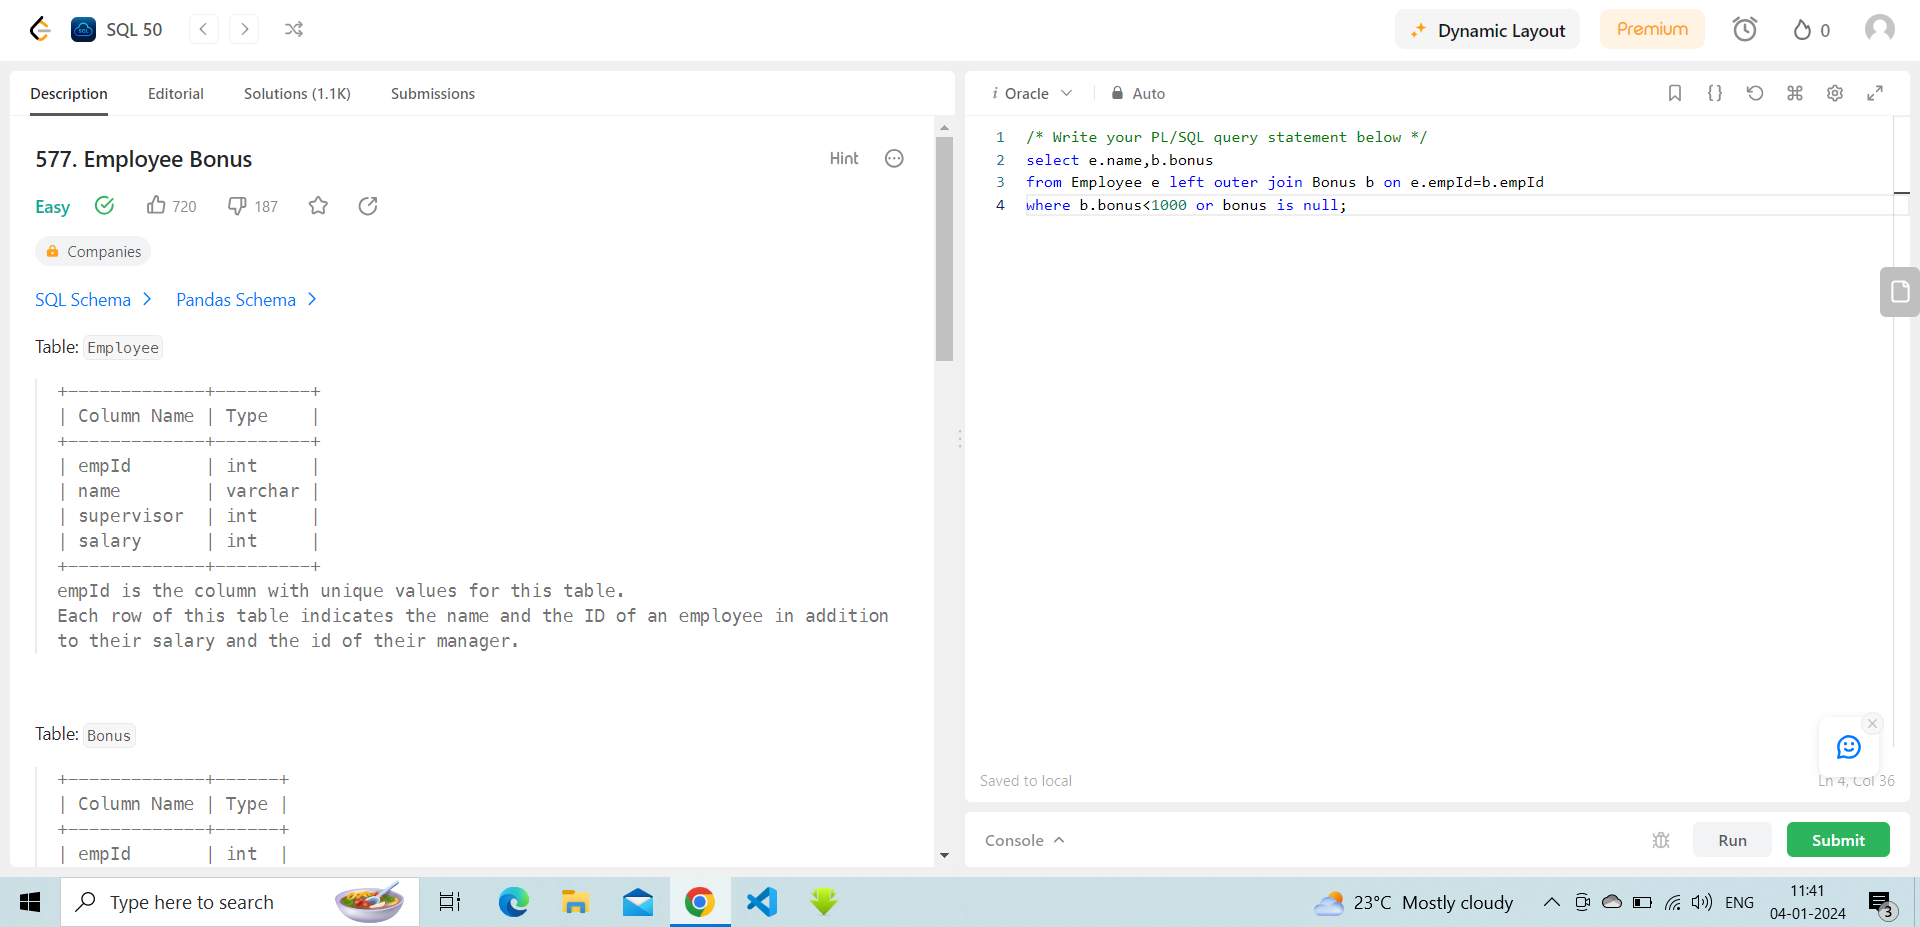 SQL 50
Dynamic Layout
Premium
0
Description
Editorial
Solutions (1.1K)
Submissions
577. Employee Bonus
Hint
Easy
720
187
Companies
SQL Schema
Pandas Schema
Table: Employee
+-------------+---------+
| Column Name | Type    |
+-------------+---------+
| empId       | int     |
| name        | varchar |
| supervisor  | int     |
| salary      | int     |
+-------------+---------+
empId is the column with unique values for this table.
Each row of this table indicates the name and the ID of an employee in addition
to their salary and the id of their manager.
Table: Bonus
+-------------+------+
| Column Name | Type |
+-------------+------+
| empId       | int  |
i Oracle
Auto
1 /* Write your PL/SQL query statement below */
2 select e.name,b.bonus
3 from Employee e left outer join Bonus b on e.empId=b.empId
4 where b.bonus<1000 or bonus is null;
Saved to local
Ln 4, Col 36
Console
Run
Submit
Type here to search
23°C Mostly cloudy
ENG
11:41
04-01-2024
3